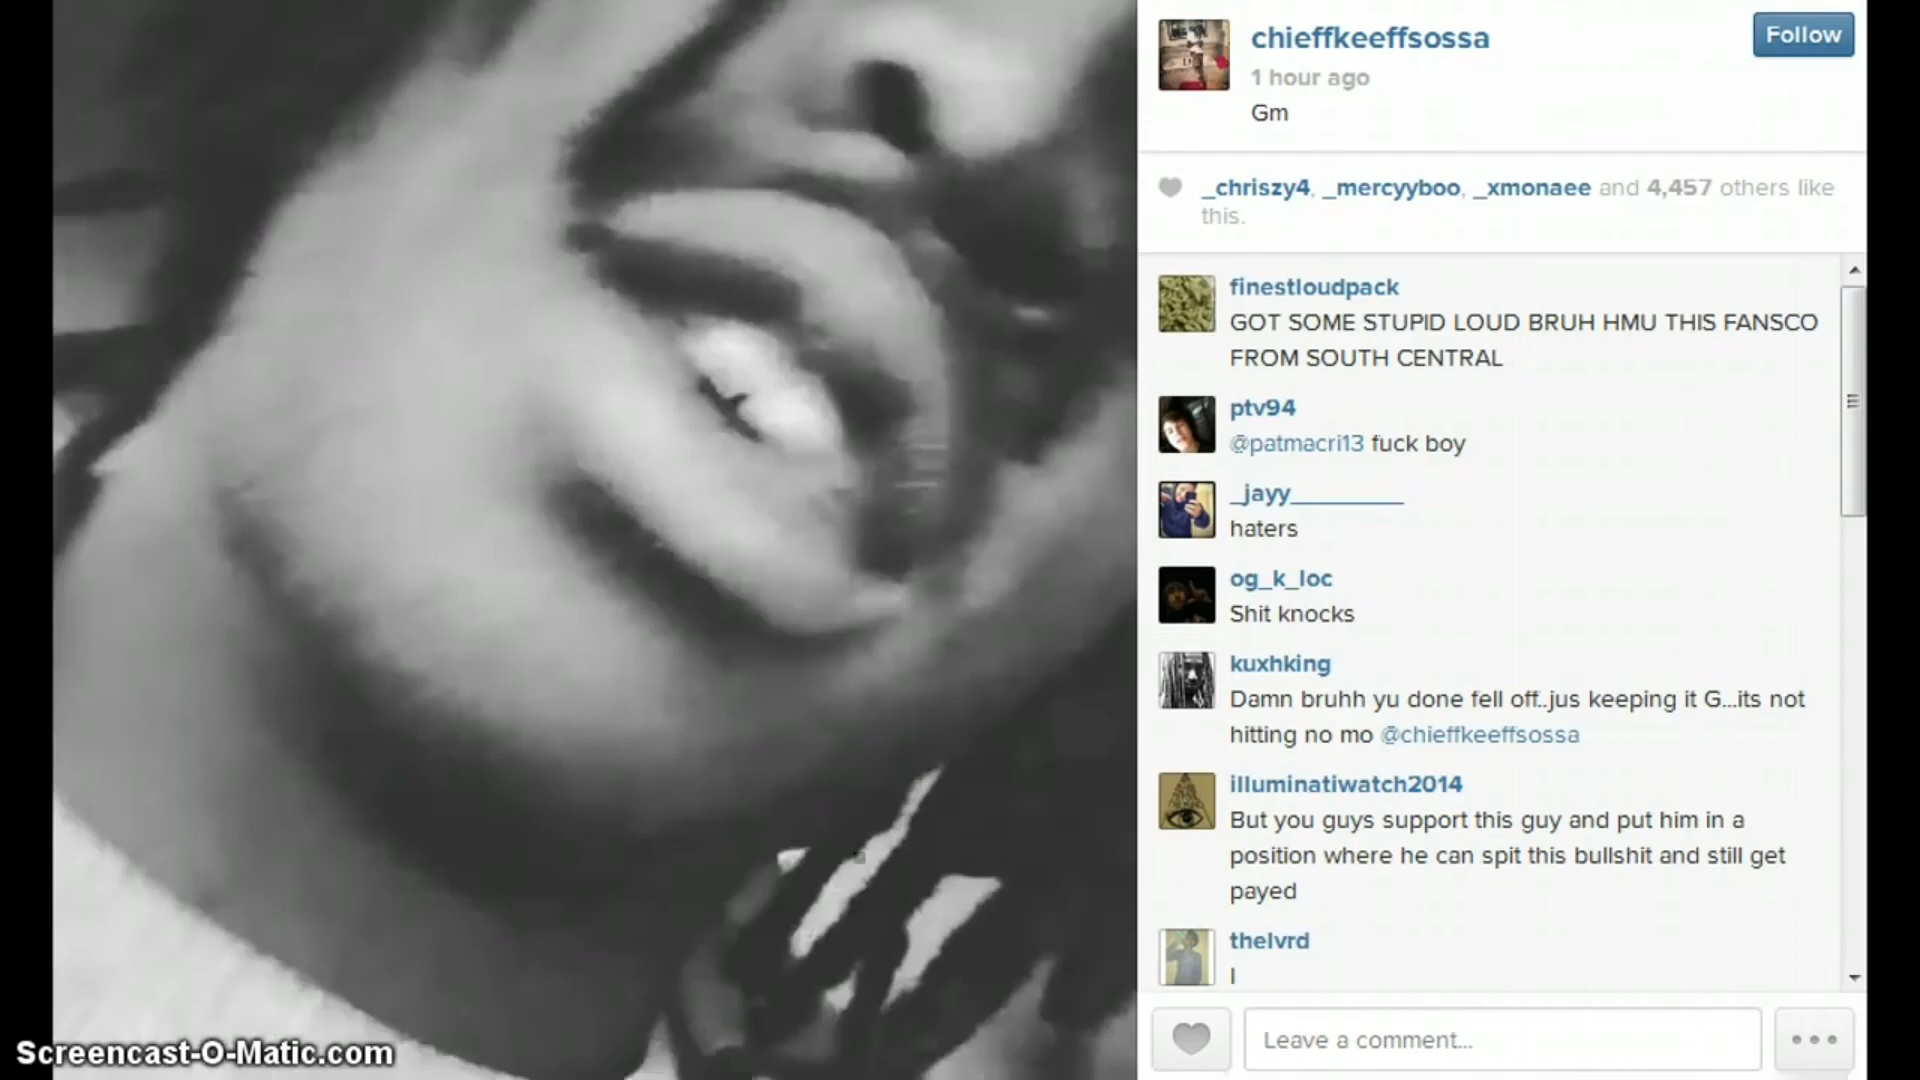 chieffkeeffsossa
Follow
1 hour ago
Gm
_chriszy4, _mercyyboo, _xmonaee and 4,457 others like
this.
finestloudpack
GOT SOME STUPID LOUD BRUH HMU THIS FANSCO
FROM SOUTH CENTRAL
ptv94
@patmacri13 fuck boy
_jayy__________
haters
og_k_loc
Shit knocks
kuxhking
Damn bruhh yu done fell off..jus keeping it G...its not
hitting no mo @chieffkeeffsossa
illuminatiwatch2014
But you guys support this guy and put him in a
position where he can spit this bullshit and still get
payed
thelvrd
I
Leave a comment...
Screencast-O-Matic.com